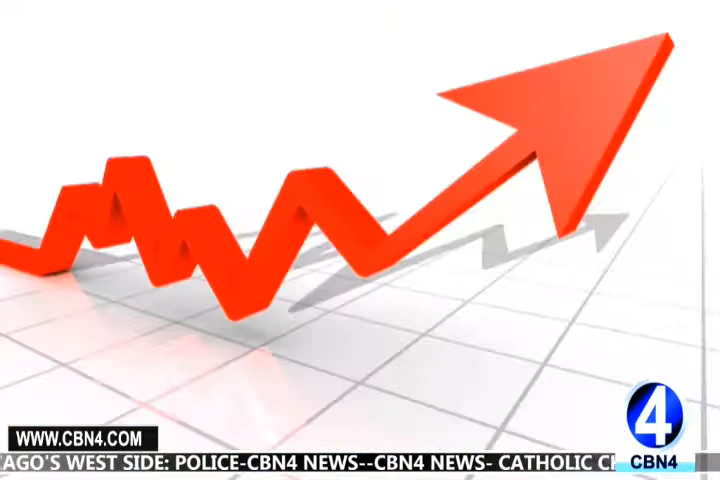 4
WWW.CBN4.COM
AGO'S WEST SIDE: POLICE-CBN4 NEWS--CBN4 NEWS- CATHOLIC C
CBN4